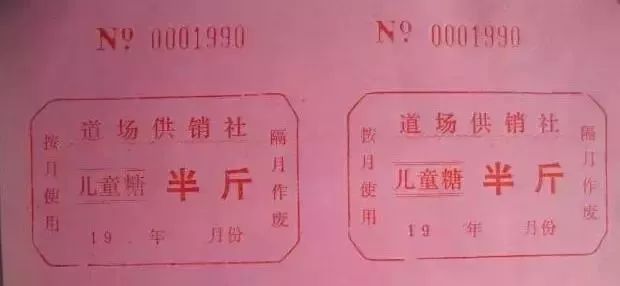 Nº 0001990
道场供销社
按月使用
儿童糖 半斤
隔月作废
19 年 月份
Nº 0001990
道场供销社
按月使用
儿童糖 半斤
隔月作废
19 年 月份